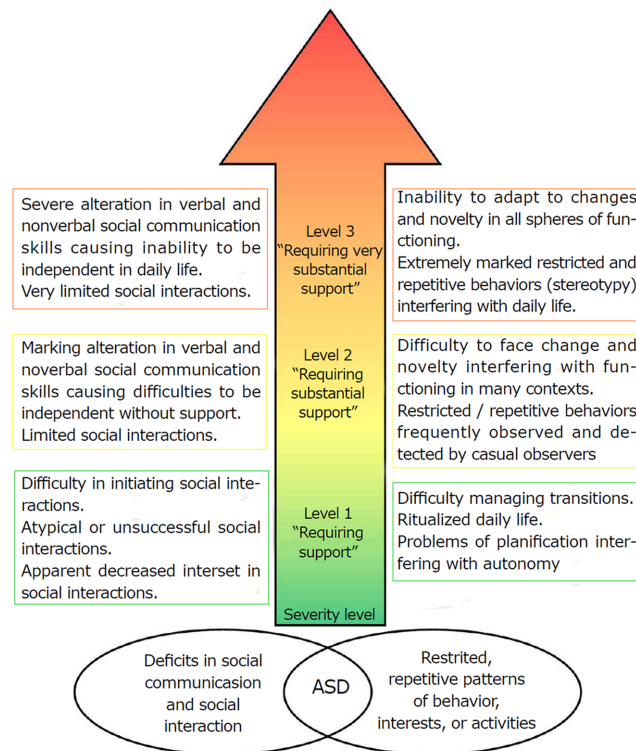 Severe alteration in verbal and
nonverbal social communication
skills causing inability to be
independent in daily life.
Very limited social interactions.
Level 3
“Requiring very
substantial
support”
Inability to adapt to changes
and novelty in all spheres of fun-
ctioning.
Extremely marked restricted and
repetitive behaviors (stereotypy)
interfering with daily life.
Marking alteration in verbal and
noverbal social communication
skills causing difficulties to be
independent without support.
Limited social interactions.
Level 2
“Requiring
substantial
support”
Difficulty to face change and
novelty interfering with fun-
ctioning in many contexts.
Restricted / repetitive behaviors
frequently observed and de-
tected by casual observers
Difficulty in initiating social inte-
ractions.
Atypical or unsuccessful social
interactions.
Apparent decreased interset in
social interactions.
Level 1
“Requiring
support”
Difficulty managing transitions.
Ritualized daily life.
Problems of planification inter-
fering with autonomy
Severity level
Deficits in social
communicasion
and social
interaction
ASD
Restrited,
repetitive patterns
of behavior,
interests, or activities